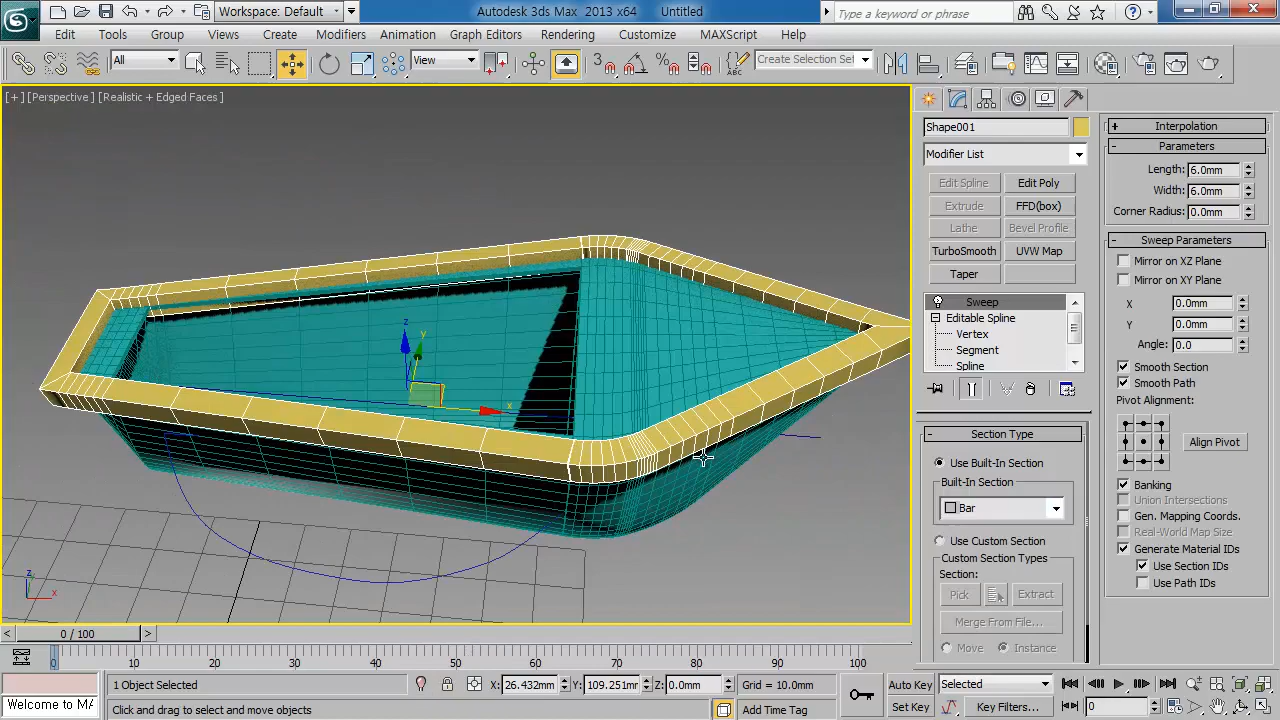 Workspace: Default
Autodesk 3ds Max 2013 x64 Untitled
Type a keyword or phrase
Edit Tools Group Views Create Modifiers Animation Graph Editors Rendering Customize MAXScript Help
All
View
3
Create Selection Set
[ + ] [Perspective ] [ Realistic + Edged Faces ]
Shape001
Modifier List
Edit Spline Edit Poly
Extrude FFD(box)
Lathe Bevel Profile
TurboSmooth UVW Map
Taper
Sweep
Editable Spline
Vertex
Segment
Spline
Section Type
Use Built-In Section
Built-In Section
Bar
Use Custom Section
Custom Section Types
Section:
Pick Extract
Merge From File...
Move Instance
Interpolation
Parameters
Length: 6.0mm
Width: 6.0mm
Corner Radius: 0.0mm
Sweep Parameters
Mirror on XZ Plane
Mirror on XY Plane
X 0.0mm
Y 0.0mm
Angle: 0.0
Smooth Section
Smooth Path
Pivot Alignment:
Align Pivot
Banking
Union Intersections
Gen. Mapping Coords.
Real-World Map Size
Generate Material IDs
Use Section IDs
Use Path IDs
z
y
x
z
x
0 / 100
0 10 20 30 40 50 60 70 80 90 100
1 Object Selected
X: 26.432mm Y: 109.251mm Z: 0.0mm
Grid = 10.0mm
Auto Key Selected
Welcome to MA
Click and drag to select and move objects
Add Time Tag
Set Key Key Filters... 0